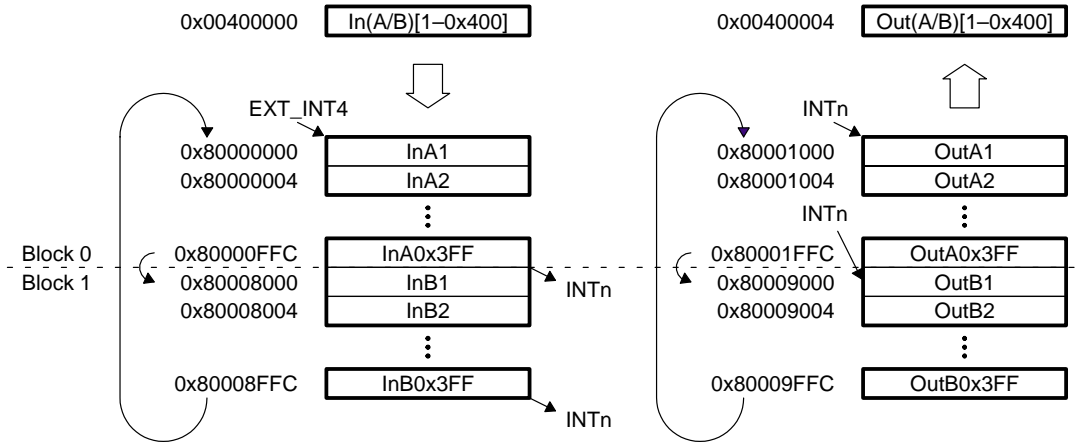 0x00400000 In(A/B)[1–0x400] 0x00400004 Out(A/B)[1–0x400]
EXT_INT4 INTn
0x80000000 InA1 0x80001000 OutA1
0x80000004 InA2 0x80001004 OutA2
INTn
Block 0 0x80000FFC InA0x3FF 0x80001FFC OutA0x3FF
Block 1 0x80008000 InB1 INTn 0x80009000 OutB1
0x80008004 InB2 0x80009004 OutB2
0x80008FFC InB0x3FF 0x80009FFC OutB0x3FF
INTn